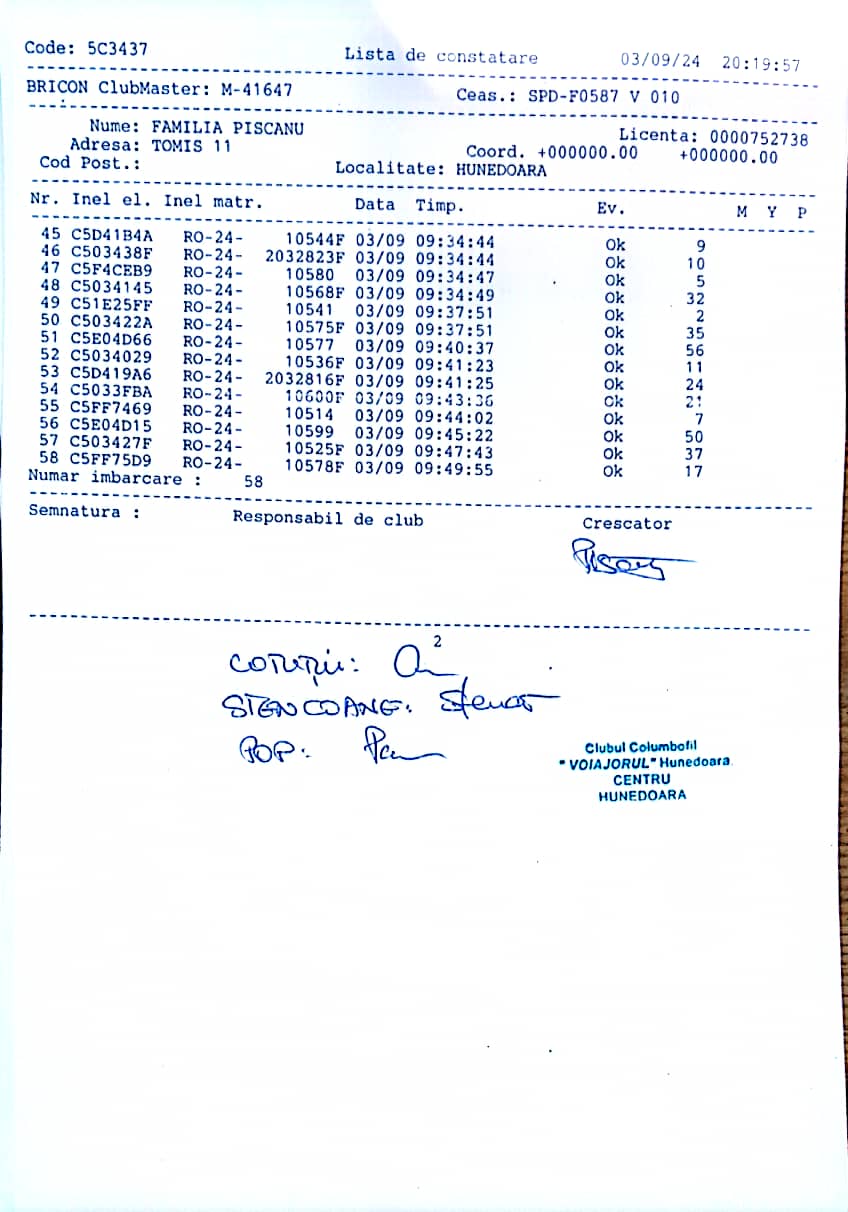 Code: 5C3437 Lista de constatare 03/09/24 20:19:57
BRICON ClubMaster: M-41647 Ceas.: SPD-F0587 V 010
Nume: FAMILIA PISCANU Licenta: 0000752738
Adresa: TOMIS 11 Coord. +000000.00 +000000.00
Cod Post.: Localitate: HUNEDOARA
Nr. Inel el. Inel matr. Data Timp. Ev. M Y P
45 C5D41B4A RO-24- 10544F 03/09 09:34:44 Ok 9
46 C503438F RO-24- 2032823F 03/09 09:34:44 Ok 10
47 C5F4CEB9 RO-24- 10580 03/09 09:34:47 Ok 5
48 C5034145 RO-24- 10568F 03/09 09:34:49 Ok 32
49 C51E25FF RO-24- 10541 03/09 09:37:51 Ok 2
50 C503422A RO-24- 10575F 03/09 09:37:51 Ok 35
51 C5E04D66 RO-24- 10577 03/09 09:40:37 Ok 56
52 C5034029 RO-24- 10536F 03/09 09:41:23 Ok 11
53 C5D419A6 RO-24- 2032816F 03/09 09:41:25 Ok 24
54 C5033FBA RO-24- 10600F 03/09 09:43:36 Ok 21
55 C5FF7469 RO-24- 10514 03/09 09:44:02 Ok 7
56 C5E04D15 RO-24- 10599 03/09 09:45:22 Ok 50
57 C503427F RO-24- 10525F 03/09 09:47:43 Ok 37
58 C5FF75D9 RO-24- 10578F 03/09 09:49:55 Ok 17
Numar imbarcare : 58
Semnatura : Responsabil de club Crescator
2
STENCOANE:
POP:
Clubul Columbofil
"VOIAJORUL" Hunedoara
CENTRU
HUNEDOARA